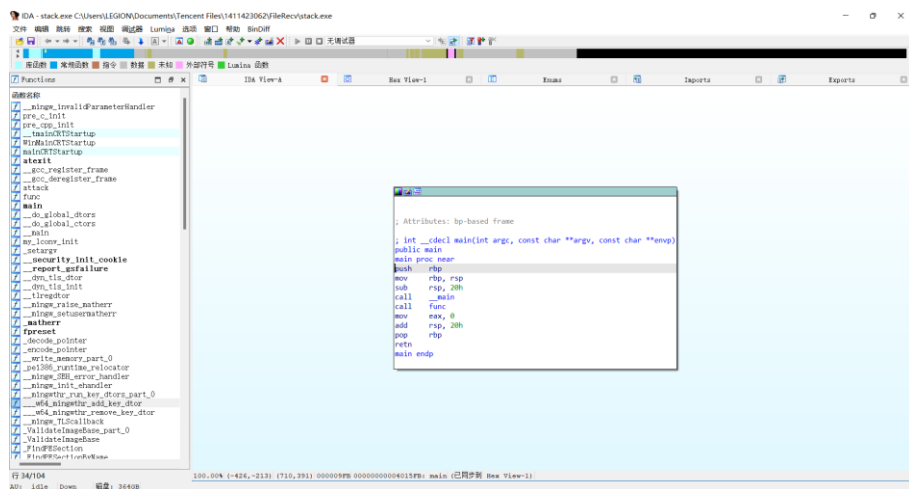 IDA - stack.exe C:\Users\LEGION\Documents\Tencent Files\1411423062\FileRecv\stack.exe
文件 编辑 跳转 搜索 视图 调试器 Lumina 选项 窗口 帮助 BinDiff
无调试器
库函数 常规函数 指令 数据 未知 外部符号 Lumina 函数
Functions
IDA View-A
Hex View-1
Enums
Imports
Exports
函数名称
__mingw_invalidParameterHandler
pre_c_init
pre_cpp_init
__tmainCRTStartup
WinMainCRTStartup
mainCRTStartup
atexit
__gcc_register_frame
__gcc_deregister_frame
attack
func
main
__do_global_dtors
__do_global_ctors
__main
my_lconv_init
_setargv
__security_init_cookie
__report_gsfailure
__dyn_tls_dtor
__dyn_tls_init
__tlregdtor
__mingw_raise_matherr
__mingw_setusermatherr
_matherr
fpreset
_decode_pointer
_encode_pointer
__write_memory_part_0
_pei386_runtime_relocator
__mingw_SEH_error_handler
__mingw_init_ehandler
__mingwthr_run_key_dtors_part_0
___w64_mingwthr_add_key_dtor
___w64_mingwthr_remove_key_dtor
__mingw_TLScallback
_ValidateImageBase_part_0
_ValidateImageBase
_FindPESection
_FindPESectionByName
; Attributes: bp-based frame
; int __cdecl main(int argc, const char **argv, const char **envp)
public main
main proc near
push rbp
mov rbp, rsp
sub rsp, 20h
call __main
call func
mov eax, 0
add rsp, 20h
pop rbp
retn
main endp
行 34/104
100.00% (-426,-213) (710,391) 000009FB 00000000004015FB: main (已同步到 Hex View-1)
AU: idle Down 磁盘: 364GB